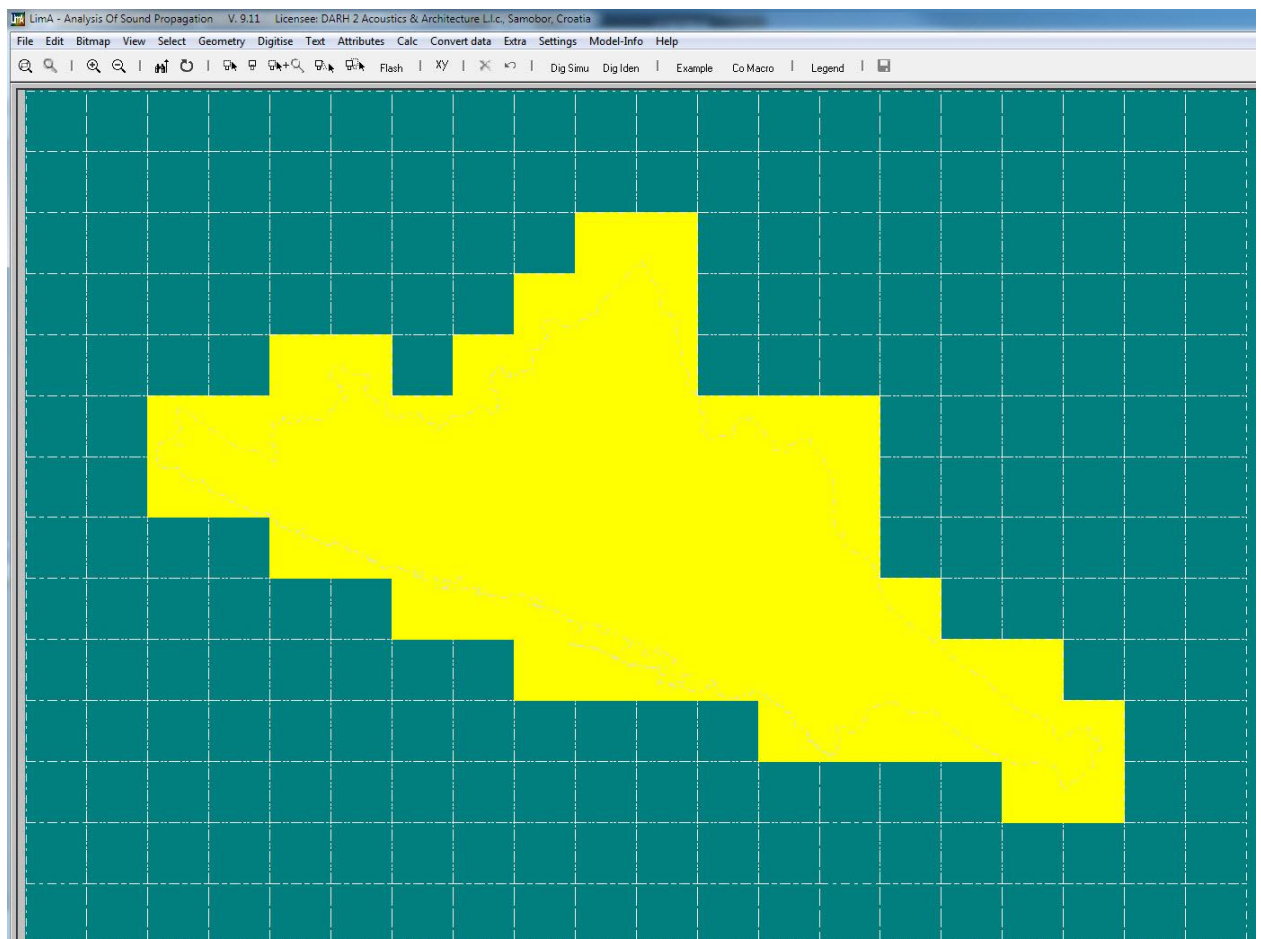 LimA - Analysis Of Sound Propagation V. 9.11 Licensee: DARH 2 Acoustics & Architecture L.l.c., Samobor, Croatia
File Edit Bitmap View Select Geometry Digitise Text Attributes Calc Convert data Extra Settings Model-Info Help
Flash XY Dig Simu Dig Iden Example Co Macro Legend